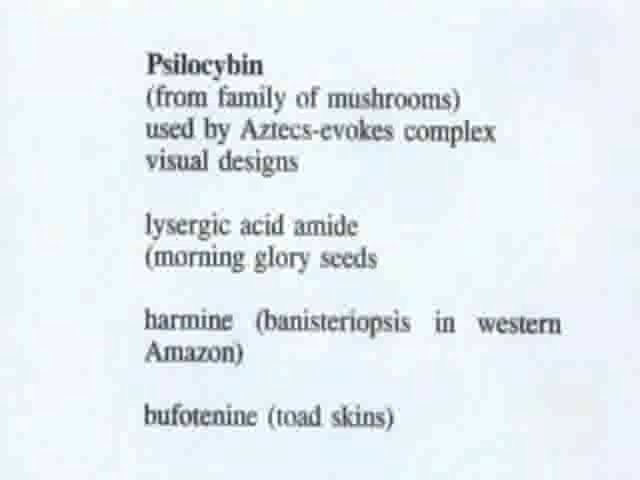 Psilocybin
(from family of mushrooms)
used by Aztecs-evokes complex
visual designs
lysergic acid amide
(morning glory seeds
harmine (banisteriopsis in western
Amazon)
bufotenine (toad skins)